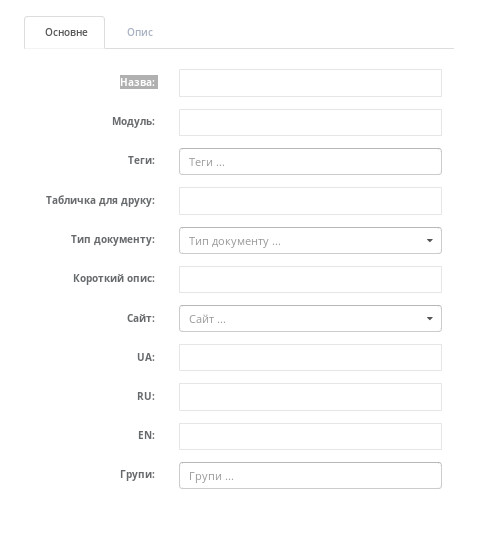 Основне Опис
Назва:
Модуль:
Теги: Теги ...
Табличка для друку:
Тип документу: Тип документу ...
Короткий опис:
Сайт: Сайт ...
UA:
RU:
EN:
Групи: Групи ...